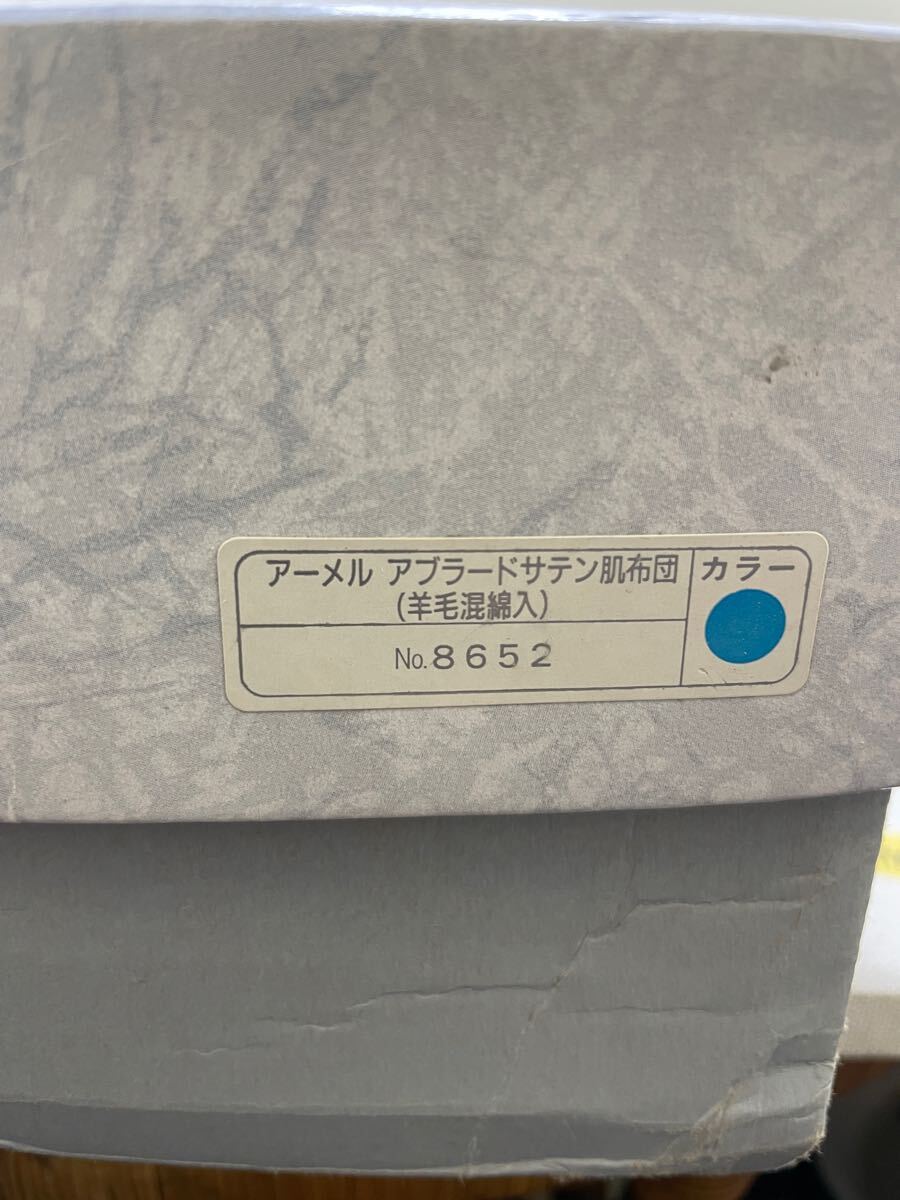 アーメル アブラードサテン肌布団
(羊毛混綿入)
No.8652
カラー